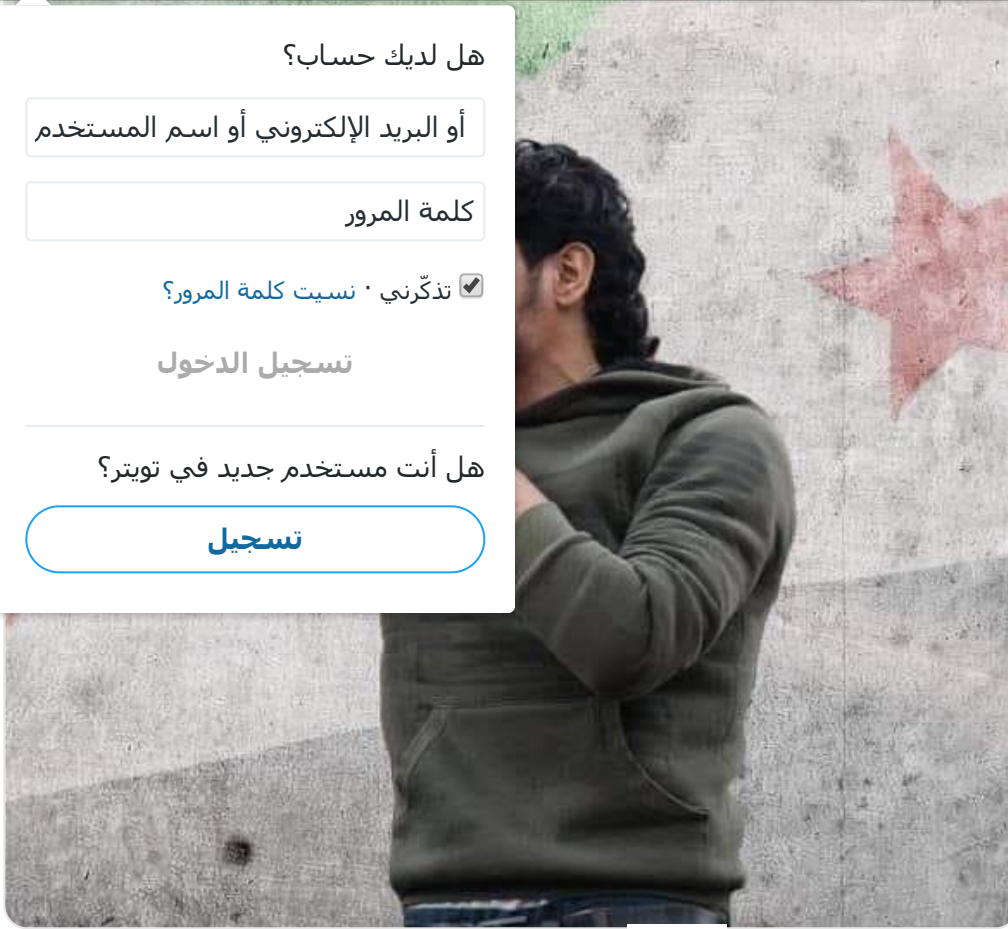 هل لديك حساب؟
أو البريد الإلكتروني أو اسم المستخدم
كلمة المرور
تذكّرني · نسيت كلمة المرور؟
تسجيل الدخول
هل أنت مستخدم جديد في تويتر؟
تسجيل